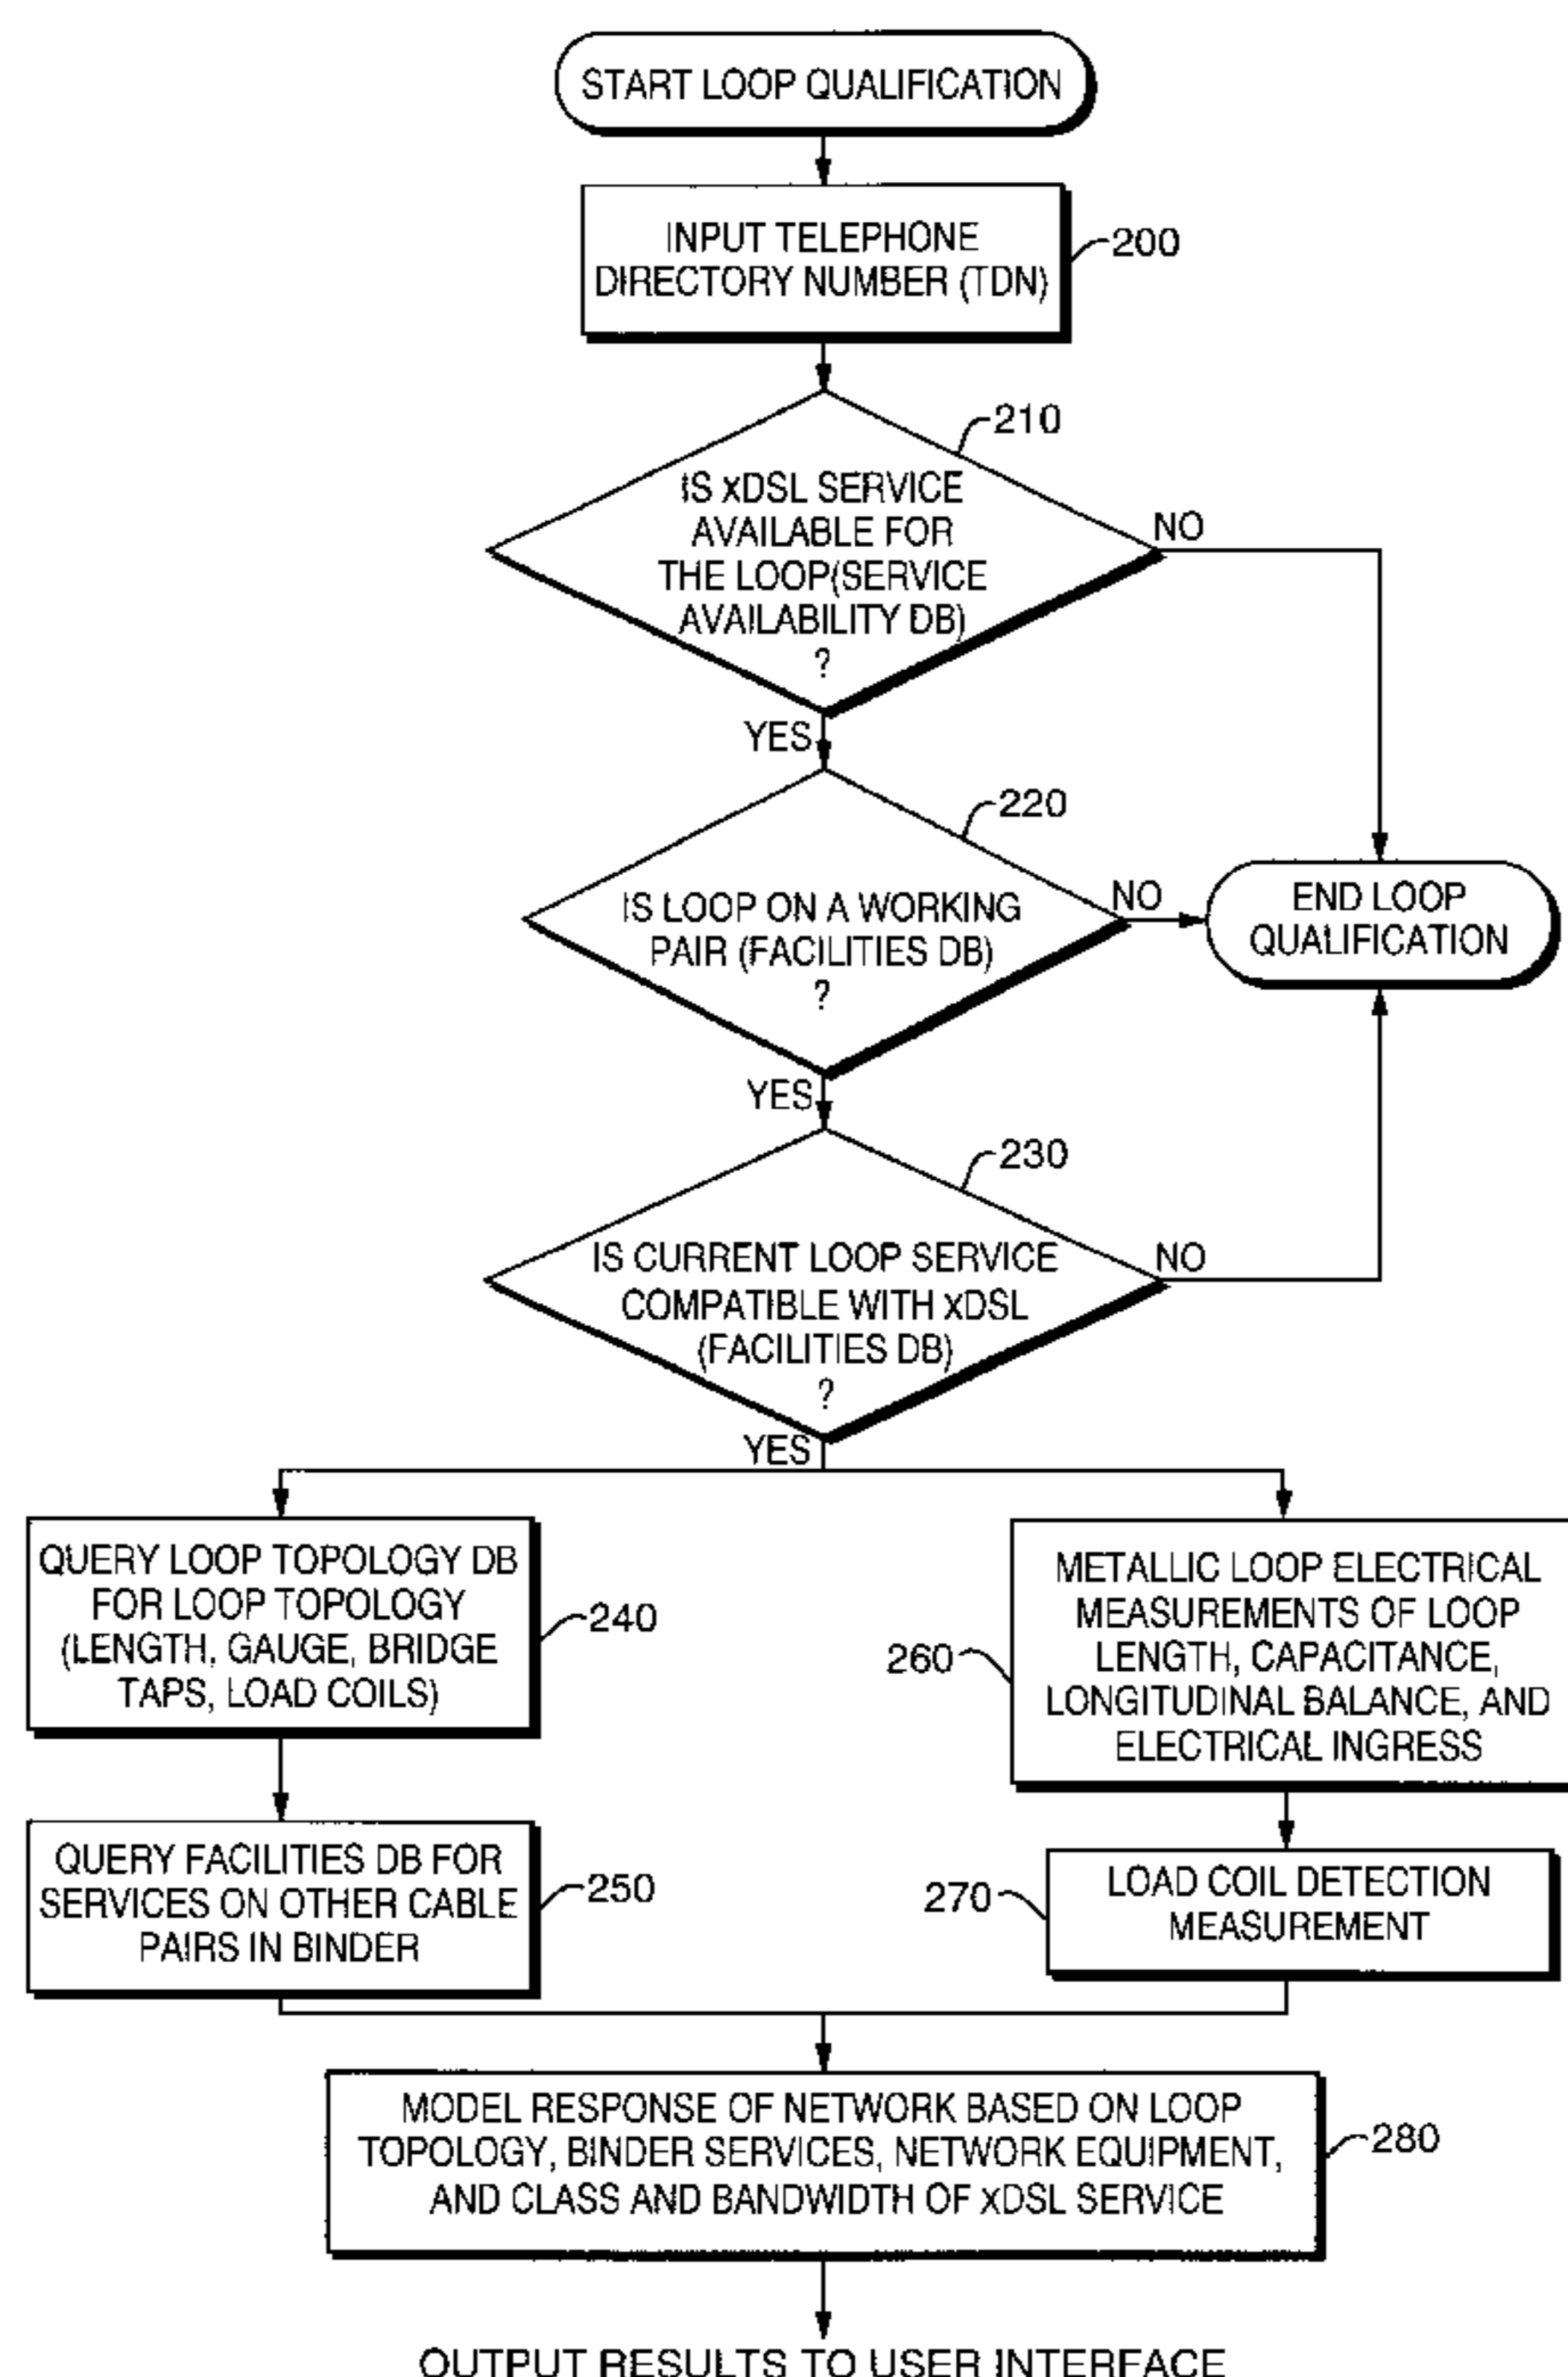 START LOOP QUALIFICATION
INPUT TELEPHONE
DIRECTORY NUMBER (TDN)
200
210
IS xDSL SERVICE
AVAILABLE FOR
THE LOOP(SERVICE
AVAILABILITY DB)
?
NO
YES
220
IS LOOP ON A WORKING
PAIR (FACILITIES DB)
?
NO
END LOOP
QUALIFICATION
YES
230
IS CURRENT LOOP SERVICE
COMPATIBLE WITH xDSL
(FACILITIES DB)
?
NO
YES
QUERY LOOP TOPOLOGY DB
FOR LOOP TOPOLOGY
(LENGTH, GAUGE, BRIDGE
TAPS, LOAD COILS)
240
260
METALLIC LOOP ELECTRICAL
MEASUREMENTS OF LOOP
LENGTH, CAPACITANCE,
LONGITUDINAL BALANCE, AND
ELECTRICAL INGRESS
QUERY FACILITIES DB FOR
SERVICES ON OTHER CABLE
PAIRS IN BINDER
250
270
LOAD COIL DETECTION
MEASUREMENT
MODEL RESPONSE OF NETWORK BASED ON LOOP
TOPOLOGY, BINDER SERVICES, NETWORK EQUIPMENT,
AND CLASS AND BANDWIDTH OF xDSL SERVICE
280
OUTPUT RESULTS TO USER INTERFACE